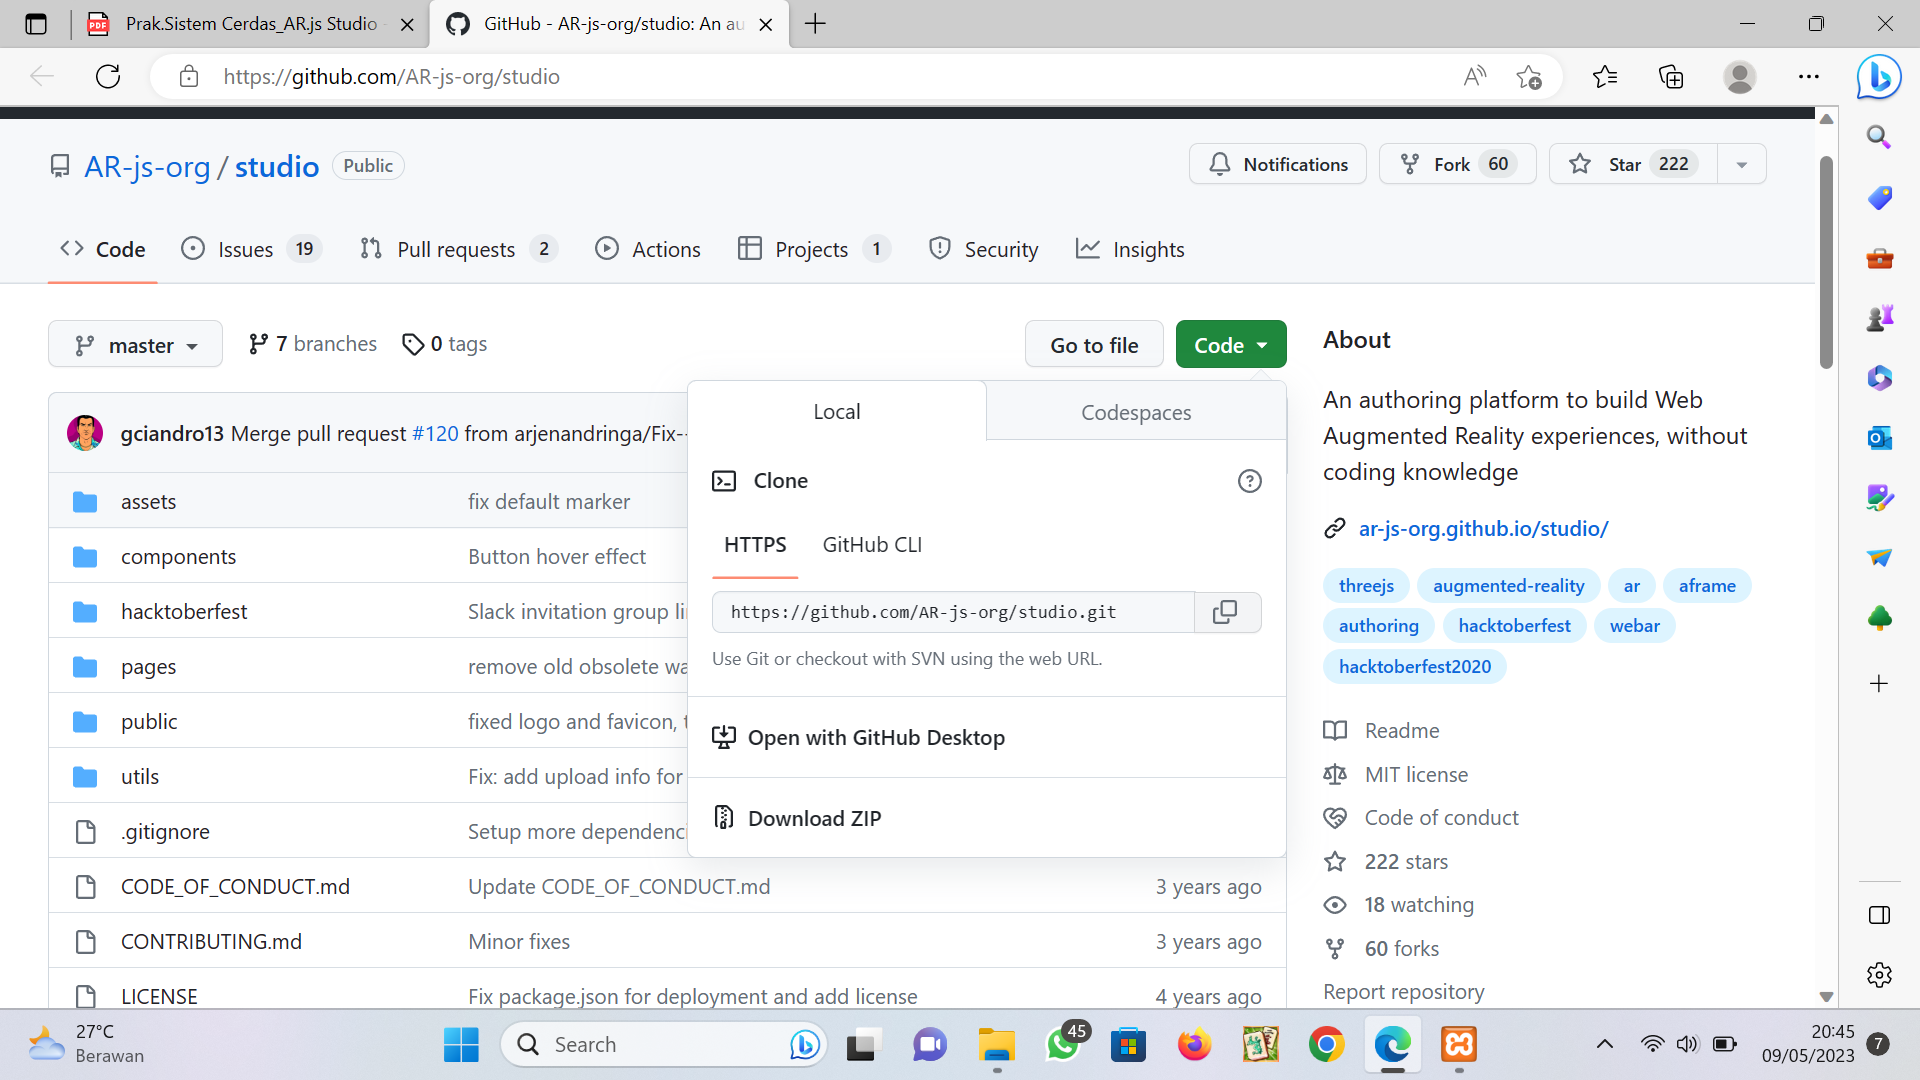 Prak.Sistem Cerdas_AR.js Studio
GitHub - AR-js-org/studio: An au
https://github.com/AR-js-org/studio
AR-js-org / studio Public
Notifications
Fork 60
Star 222
Code
Issues 19
Pull requests 2
Actions
Projects 1
Security
Insights
master
7 branches
0 tags
Go to file
Code
gciandro13 Merge pull request #120 from arjenandringa/Fix-
assets fix default marker
components Button hover effect
hacktoberfest Slack invitation group li
pages remove old obsolete wa
public fixed logo and favicon, t
utils Fix: add upload info for
.gitignore Setup more dependenci
CODE_OF_CONDUCT.md Update CODE_OF_CONDUCT.md 3 years ago
CONTRIBUTING.md Minor fixes 3 years ago
LICENSE Fix package.json for deployment and add license 4 years ago
Local
Codespaces
Clone
HTTPS
GitHub CLI
https://github.com/AR-js-org/studio.git
Use Git or checkout with SVN using the web URL.
Open with GitHub Desktop
Download ZIP
About
An authoring platform to build Web
Augmented Reality experiences, without
coding knowledge
ar-js-org.github.io/studio/
threejs augmented-reality ar aframe
authoring hacktoberfest webar
hacktoberfest2020
Readme
MIT license
Code of conduct
222 stars
18 watching
60 forks
Report repository
27°C
Berawan
Search
45
20:45
09/05/2023
7